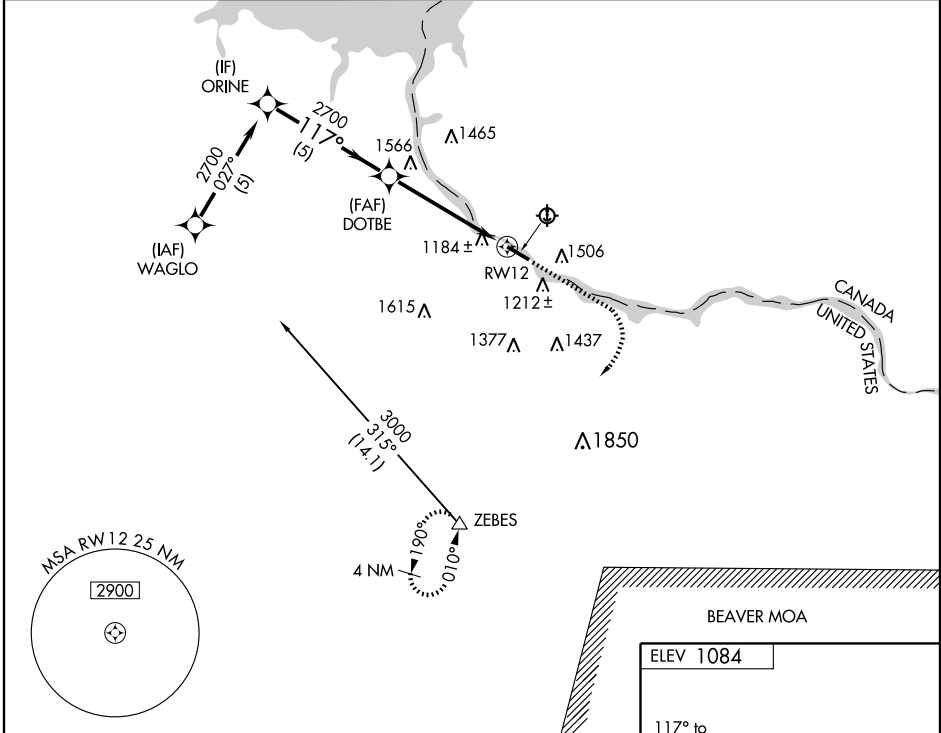 (IF)
ORINE
2700
117°
(5)
1566
1465
2700
027°
(5)
(FAF)
DOTBE
(IAF)
WAGLO
1184 ±
RW12
1506
1212 ±
1615
1377
1437
CANADA
UNITED STATES
3000
315°
(14.1)
1850
ZEBES
190°
010°
4 NM
MSA RW12 25 NM
2900
BEAVER MOA
ELEV 1084
117° to